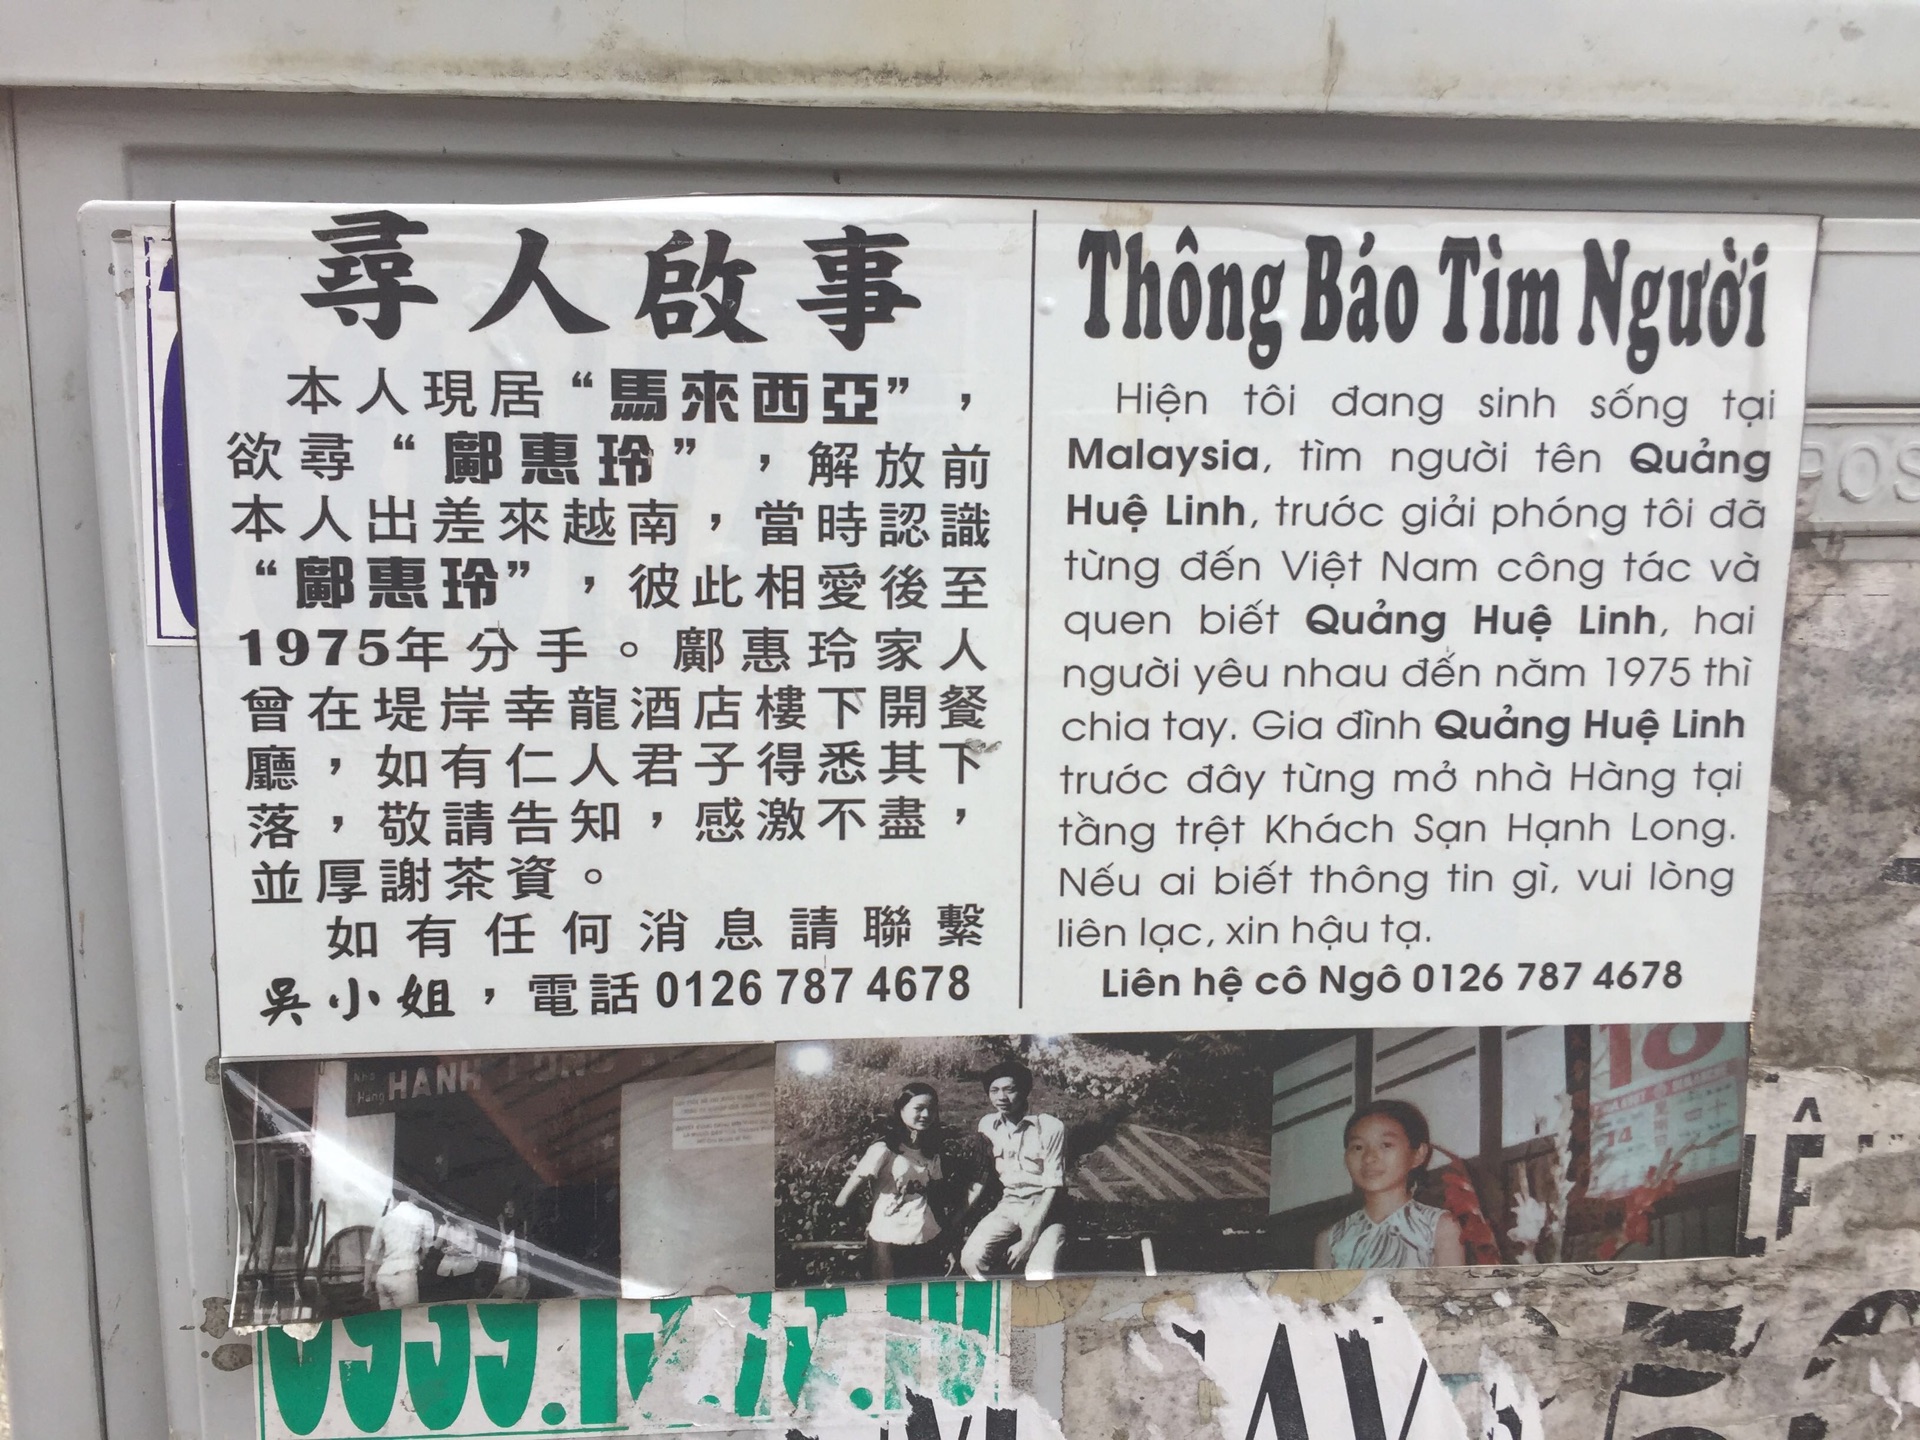 尋人啟事
本人現居“馬來西亞”，
欲尋“鄺惠玲”，解放前
本人出差來越南，當時認識
“鄺惠玲”，彼此相愛後至
1975年分手。鄺惠玲家人
曾在堤岸幸龍酒店樓下開餐
廳，如有仁人君子得悉其下
落，敬請告知，感激不盡，
並厚謝茶資。
如有任何消息請聯繫
吳小姐，電話 0126 787 4678
Thông Báo Tìm Người
Hiện tôi đang sinh sống tại
Malaysia, tìm người tên Quảng
Huệ Linh, trước giải phóng tôi đã
từng đến Việt Nam công tác và
quen biết Quảng Huệ Linh, hai
người yêu nhau đến năm 1975 thì
chia tay. Gia đình Quảng Huệ Linh
trước đây từng mở nhà Hàng tại
tầng trệt Khách Sạn Hạnh Long.
Nếu ai biết thông tin gì, vui lòng
liên lạc, xin hậu tạ.
Liên hệ cô Ngô 0126 787 4678
POS
HANH LONG
18
14
0939.1